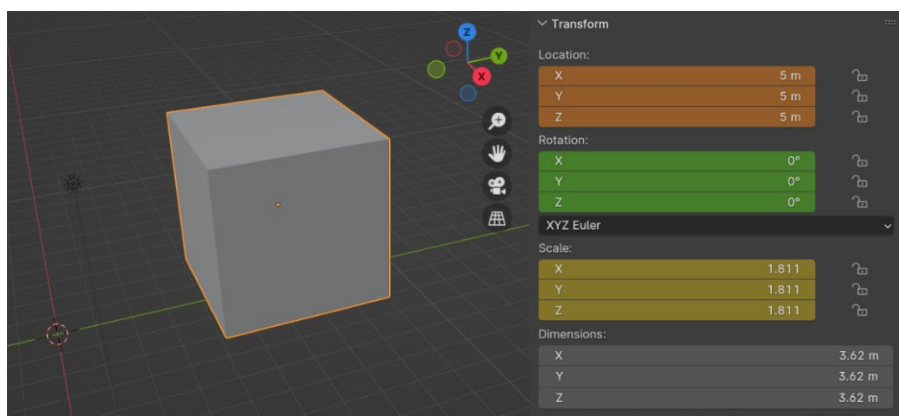 Z
Y
X
Transform
Location:
X 5 m
Y 5 m
Z 5 m
Rotation:
X 0°
Y 0°
Z 0°
XYZ Euler
Scale:
X 1.811
Y 1.811
Z 1.811
Dimensions:
X 3.62 m
Y 3.62 m
Z 3.62 m